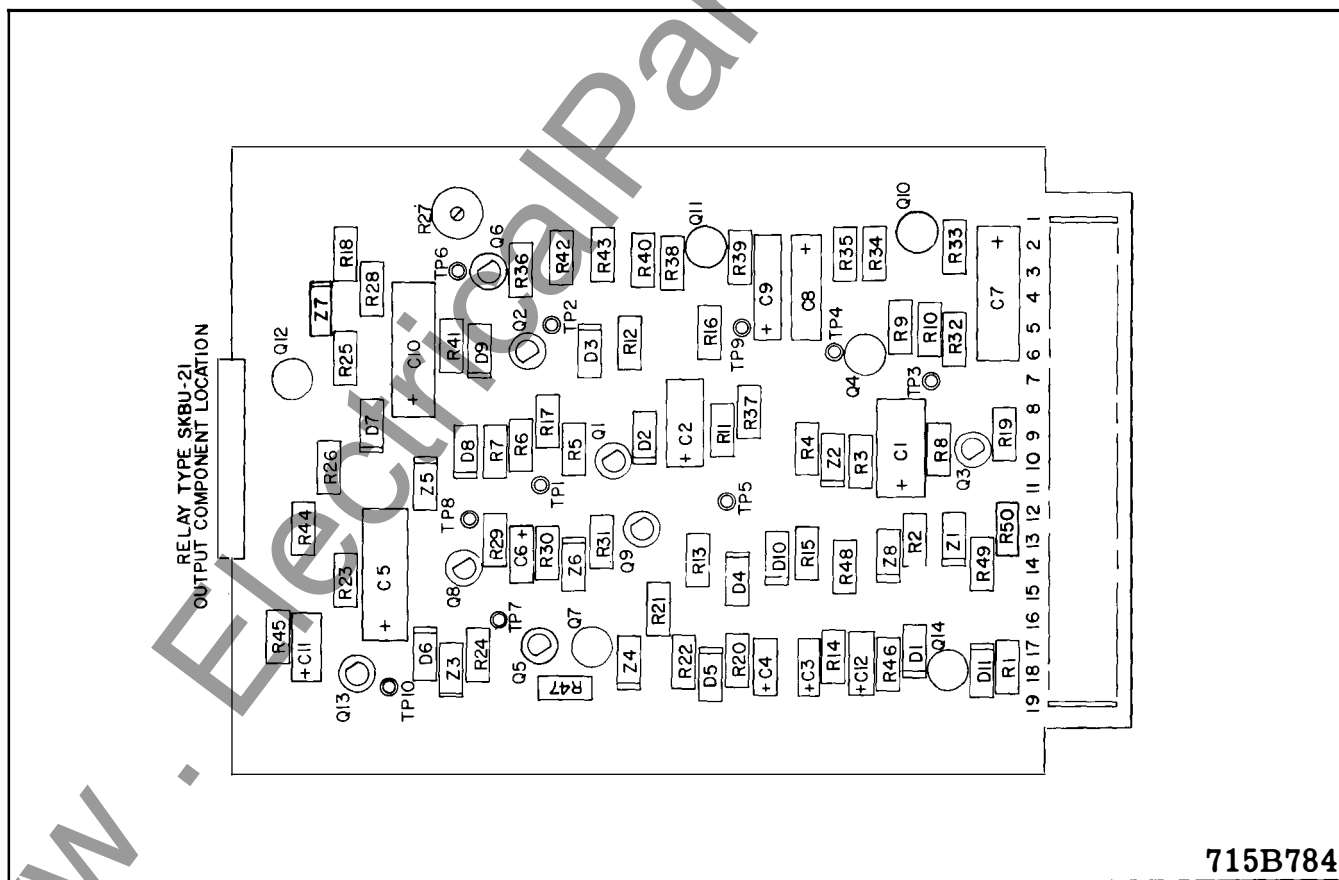 RELAY TYPE SKBU-21
OUTPUT COMPONENT LOCATION
Q12
Z7
R18
R28
R25
R27
TP6
Q6
R36
R42
R43
R40
R38
Q11
R39
C9 +
C8 +
R35
R34
Q10
R33
C7 +
C10 +
R41
D9
Q2
TP2
D3
R12
R16
TP9
TP4
Q4
R9
R10
R32
TP3
D7
R26
Z5
D8
R7
R6
R17
R5
Q1
D2
C2 +
R11
R37
R4
Z2
R3
C1 +
R8
Q3
R19
R44
R23
C5 +
TP8
Q8
R29
C6 +
TP1
R30
Z6
R31
Q9
TP5
R13
D4
D10
R15
R48
Z8
R2
Z1
R49
R50
R45
C11 +
Q13
TP10
D6
Z3
R24
TP7
Q5
R47
Q7
Z4
R21
R22
D5
R20
C4 +
C3 +
R14
C12 +
R46
D1
Q14
D11
R1
19 18 17 16 15 14 13 12 11 10 9 8 7 6 5 4 3 2 1
w . ElectricalPa
715B784